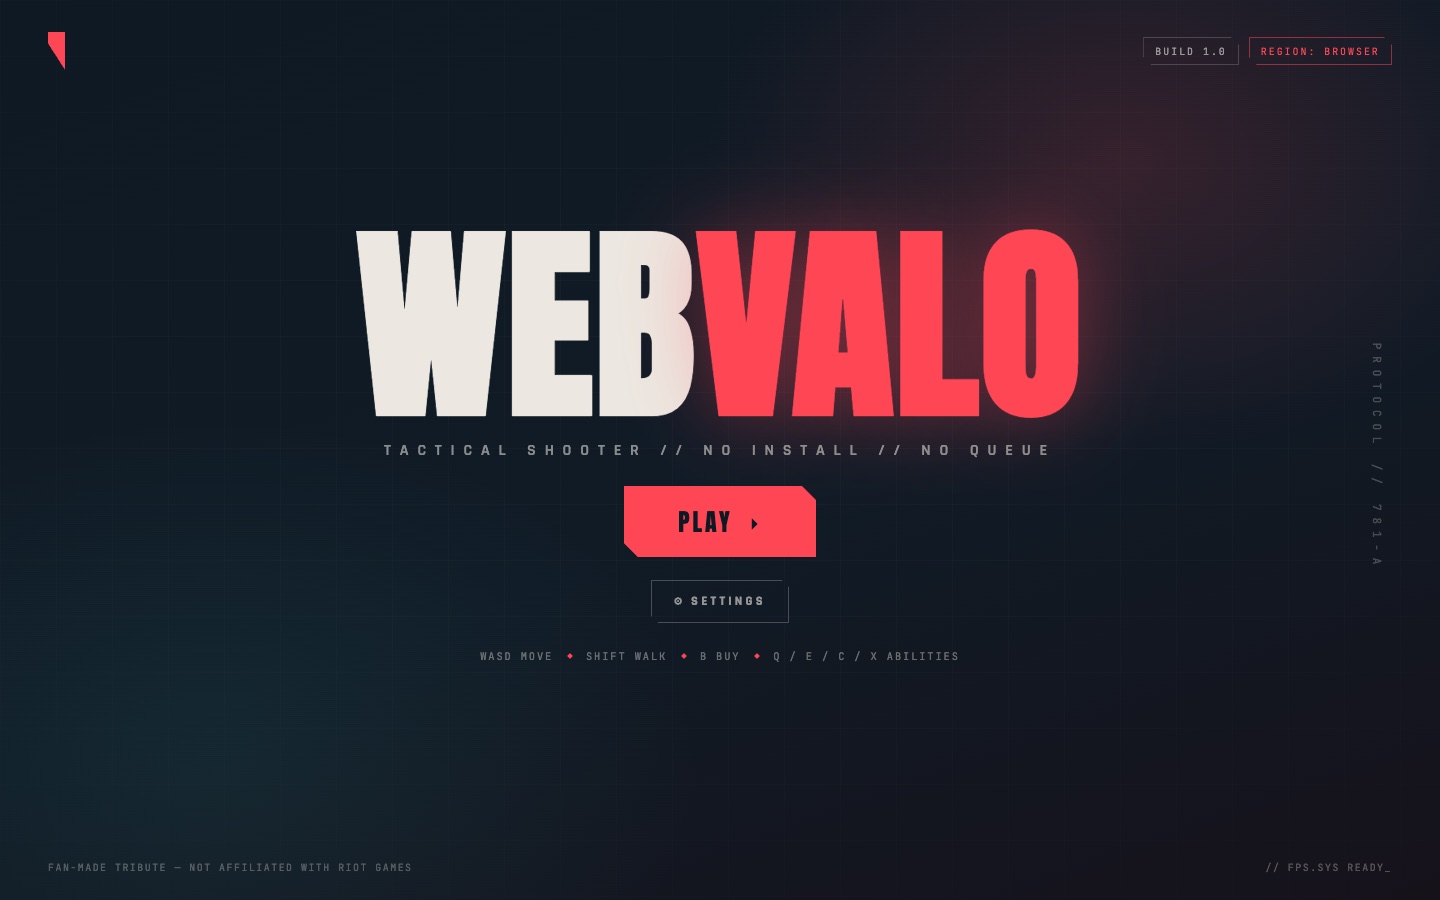 BUILD 1.0
REGION: BROWSER
WEBVALO
TACTICAL SHOOTER // NO INSTALL // NO QUEUE
PLAY
SETTINGS
WASD MOVE ◆ SHIFT WALK ◆ B BUY ◆ Q / E / C / X ABILITIES
PROTOCOL // 781-A
FAN-MADE TRIBUTE — NOT AFFILIATED WITH RIOT GAMES
// FPS.SYS READY_